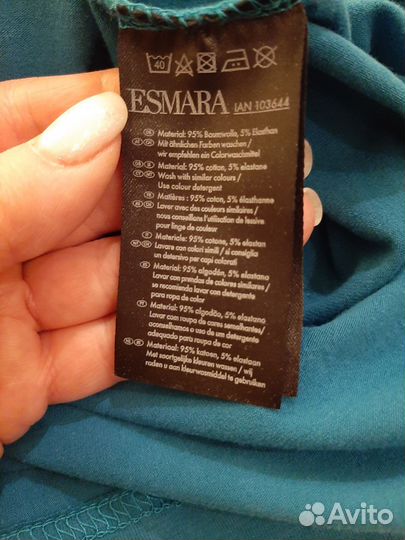 40
ESMARA IAN 103644
Material: 95% Baumwolle, 5% Elasthan
Mit ähnlichen Farben waschen /
wir empfehlen ein Colorwaschmittel
Material: 95% cotton, 5% elastane
Wash with similar colours /
Use colour detergent
Matières : 95% coton, 5% élasthanne
Laver avec des couleurs similaires /
nous conseillons l'utilisation de lessive
pour linge de couleur
Materiale: 95% cotone, 5% elastan
Lavare con colori simili / si consiglia
un detersivo per capi colorati
Material: 95% algodón, 5% elastano
Lavar con prendas de colores similares /
se recomienda lavar con detergente
para ropa de color
Material: 95% algodão, 5% elastano
Lavar com roupa de cores semelhantes/
aconselhamos o uso de um detergente
adequado para roupa de cor
Materiaal: 95% katoen, 5% elastaan
Met soortgelijke kleuren wassen / wij
raden u aan kleurwasmiddel te gebruiken
Avito